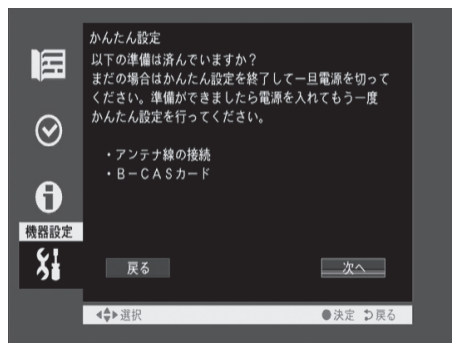 かんたん設定
以下の準備は済んでいますか？
まだの場合はかんたん設定を終了して一旦電源を切って
ください。準備ができましたら電源を入れてもう一度
かんたん設定を行ってください。
・アンテナ線の接続
・Ｂ－ＣＡＳカード
機器設定
戻る
次へ
選択
決定
戻る